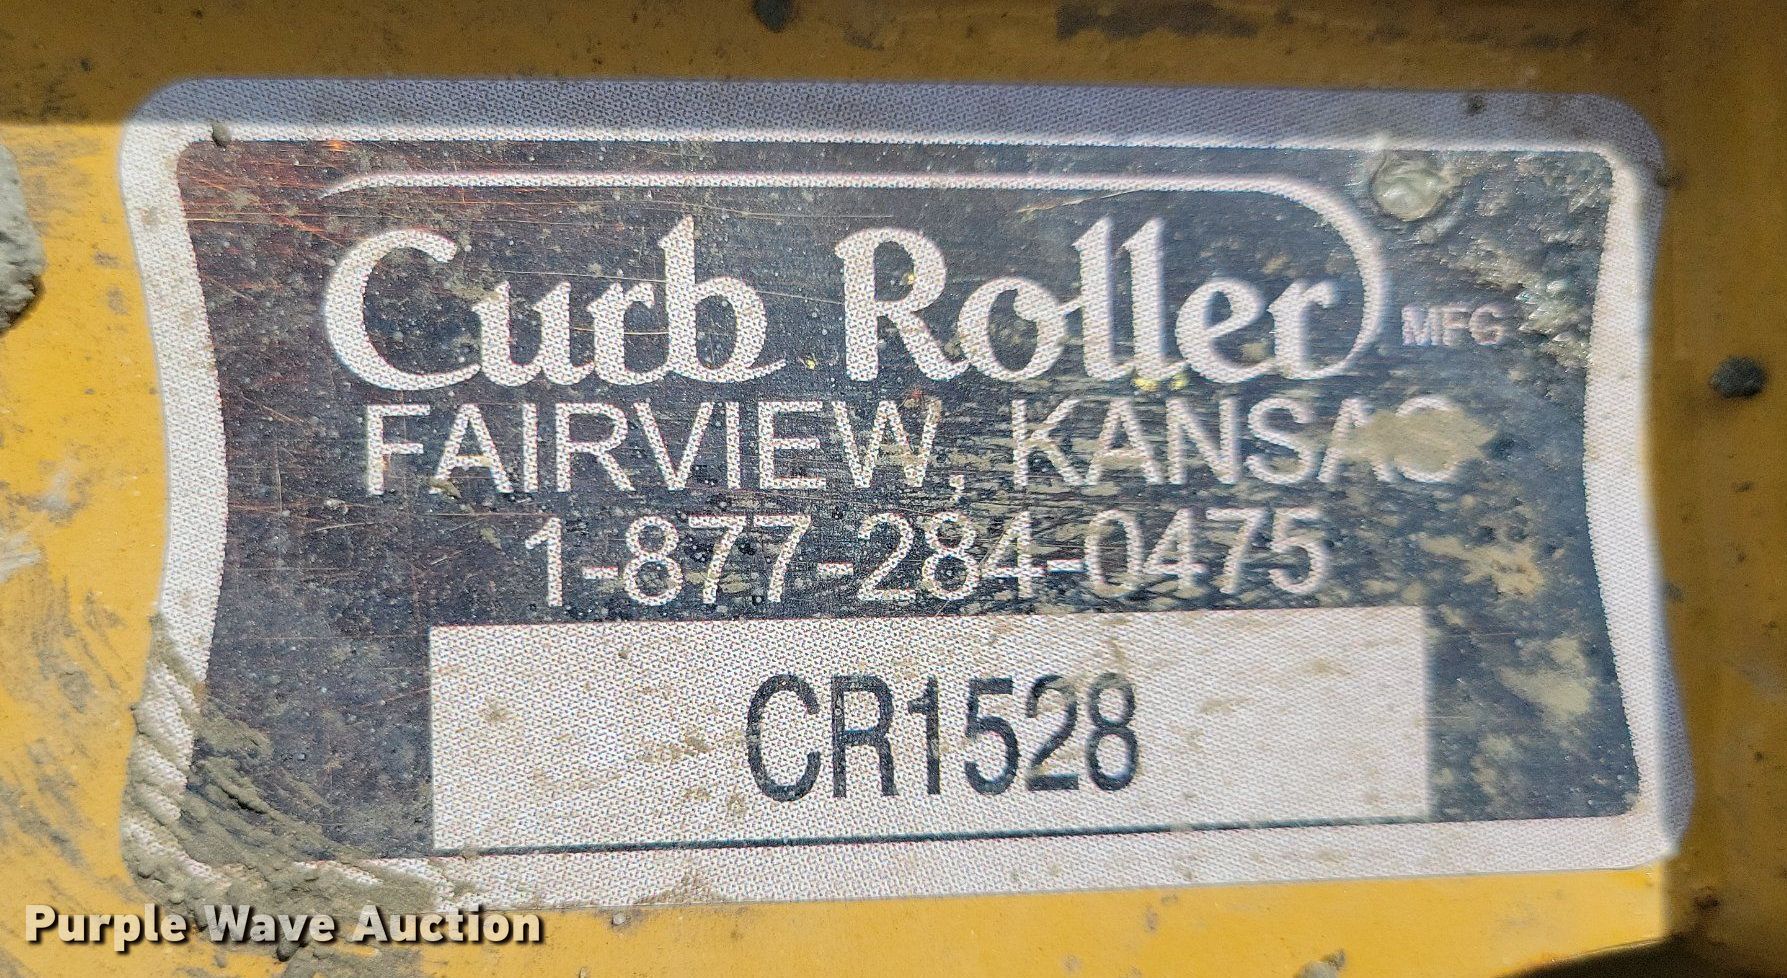 Curb Roller MFG
FAIRVIEW, KANSAS
1-877-284-0475
CR1528
Purple Wave Auction